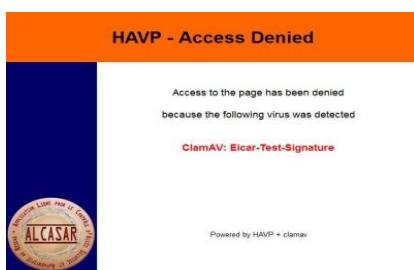 HAVP - Access Denied
Access to the page has been denied
because the following virus was detected
ClamAV: Eicar-Test-Signature
ALCASAR
Powered by HAVP + clamav